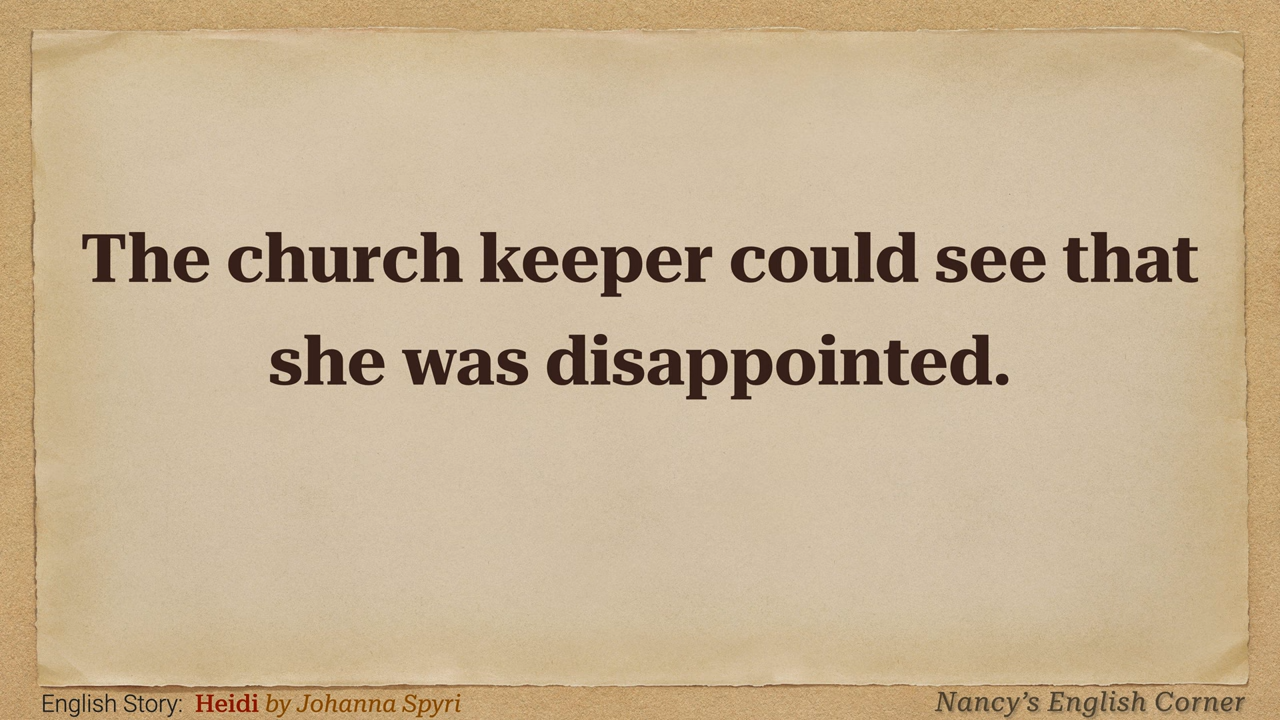 The church keeper could see that
she was disappointed.
English Story: Heidi by Johanna Spyri
Nancy’s English Corner